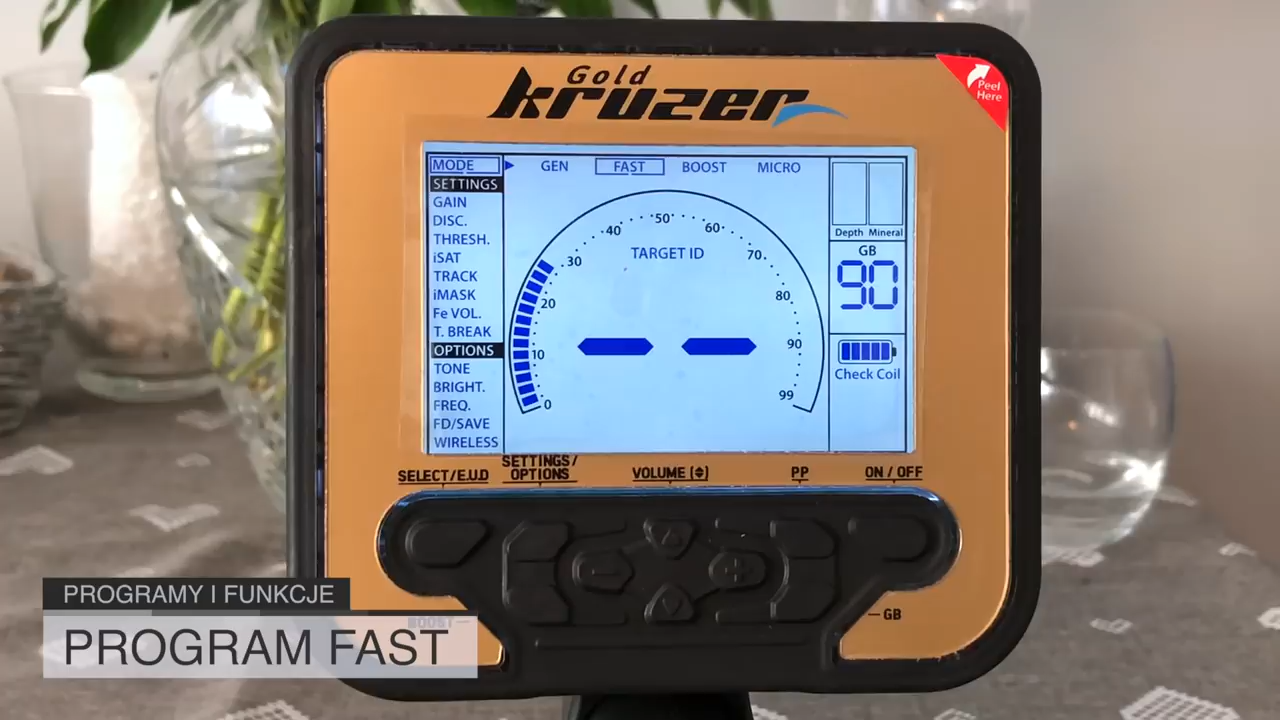 Gold
kruzer
Peel
Here
MODE
GEN
FAST
BOOST
MICRO
SETTINGS
GAIN
DISC.
THRESH.
iSAT
TRACK
iMASK
Fe VOL.
T. BREAK
OPTIONS
TONE
BRIGHT.
FREQ.
FD/SAVE
WIRELESS
TARGET ID
0
10
20
30
40
50
60
70
80
90
99
Depth Mineral
GB
90
Check Coil
SELECT/E.U.D
SETTINGS/
OPTIONS
VOLUME
PP
ON / OFF
GB
BOOST
PROGRAMY I FUNKCJE
PROGRAM FAST